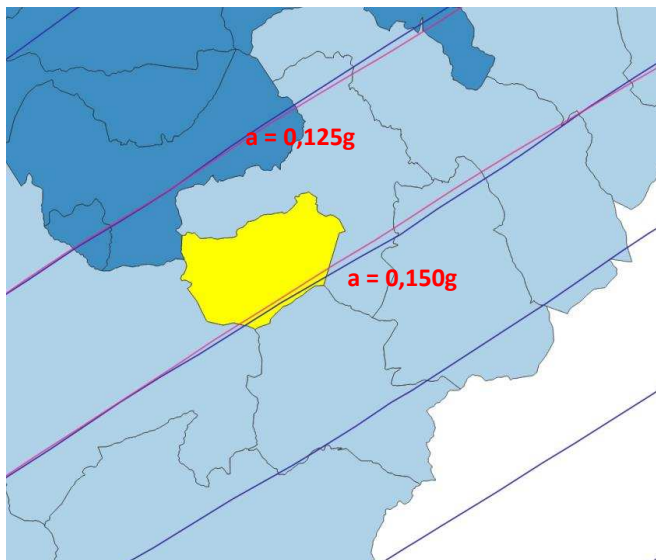 a = 0,125g
a = 0,150g